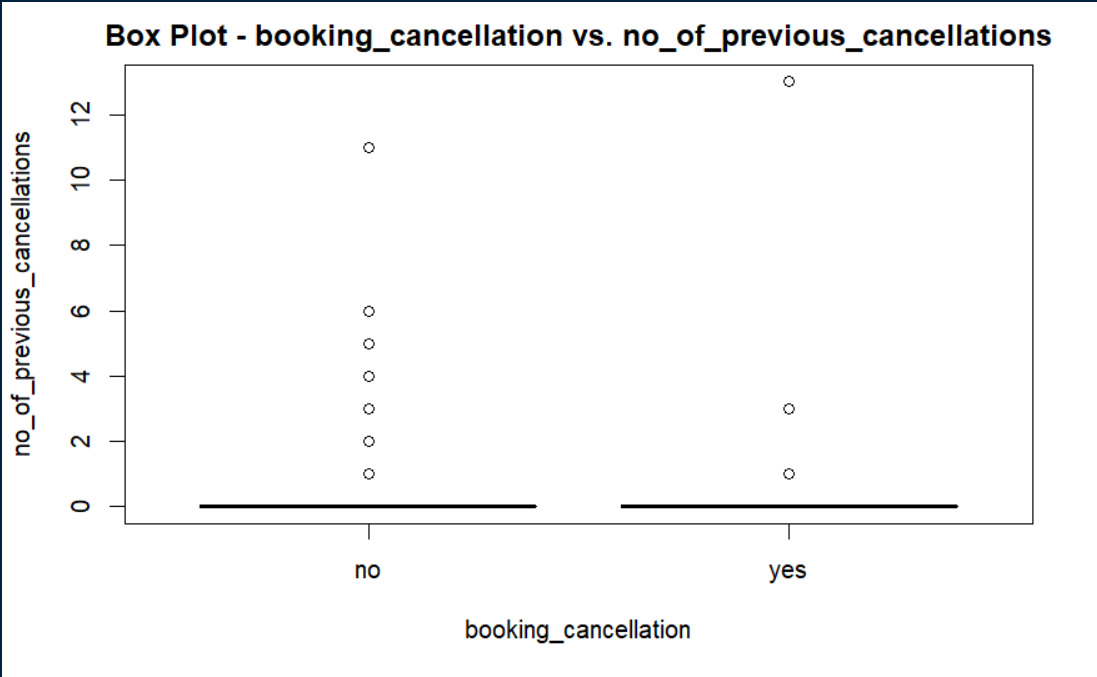 Box Plot - booking_cancellation vs. no_of_previous_cancellations
no_of_previous_cancellations
12
10
8
6
4
2
0
no
yes
booking_cancellation